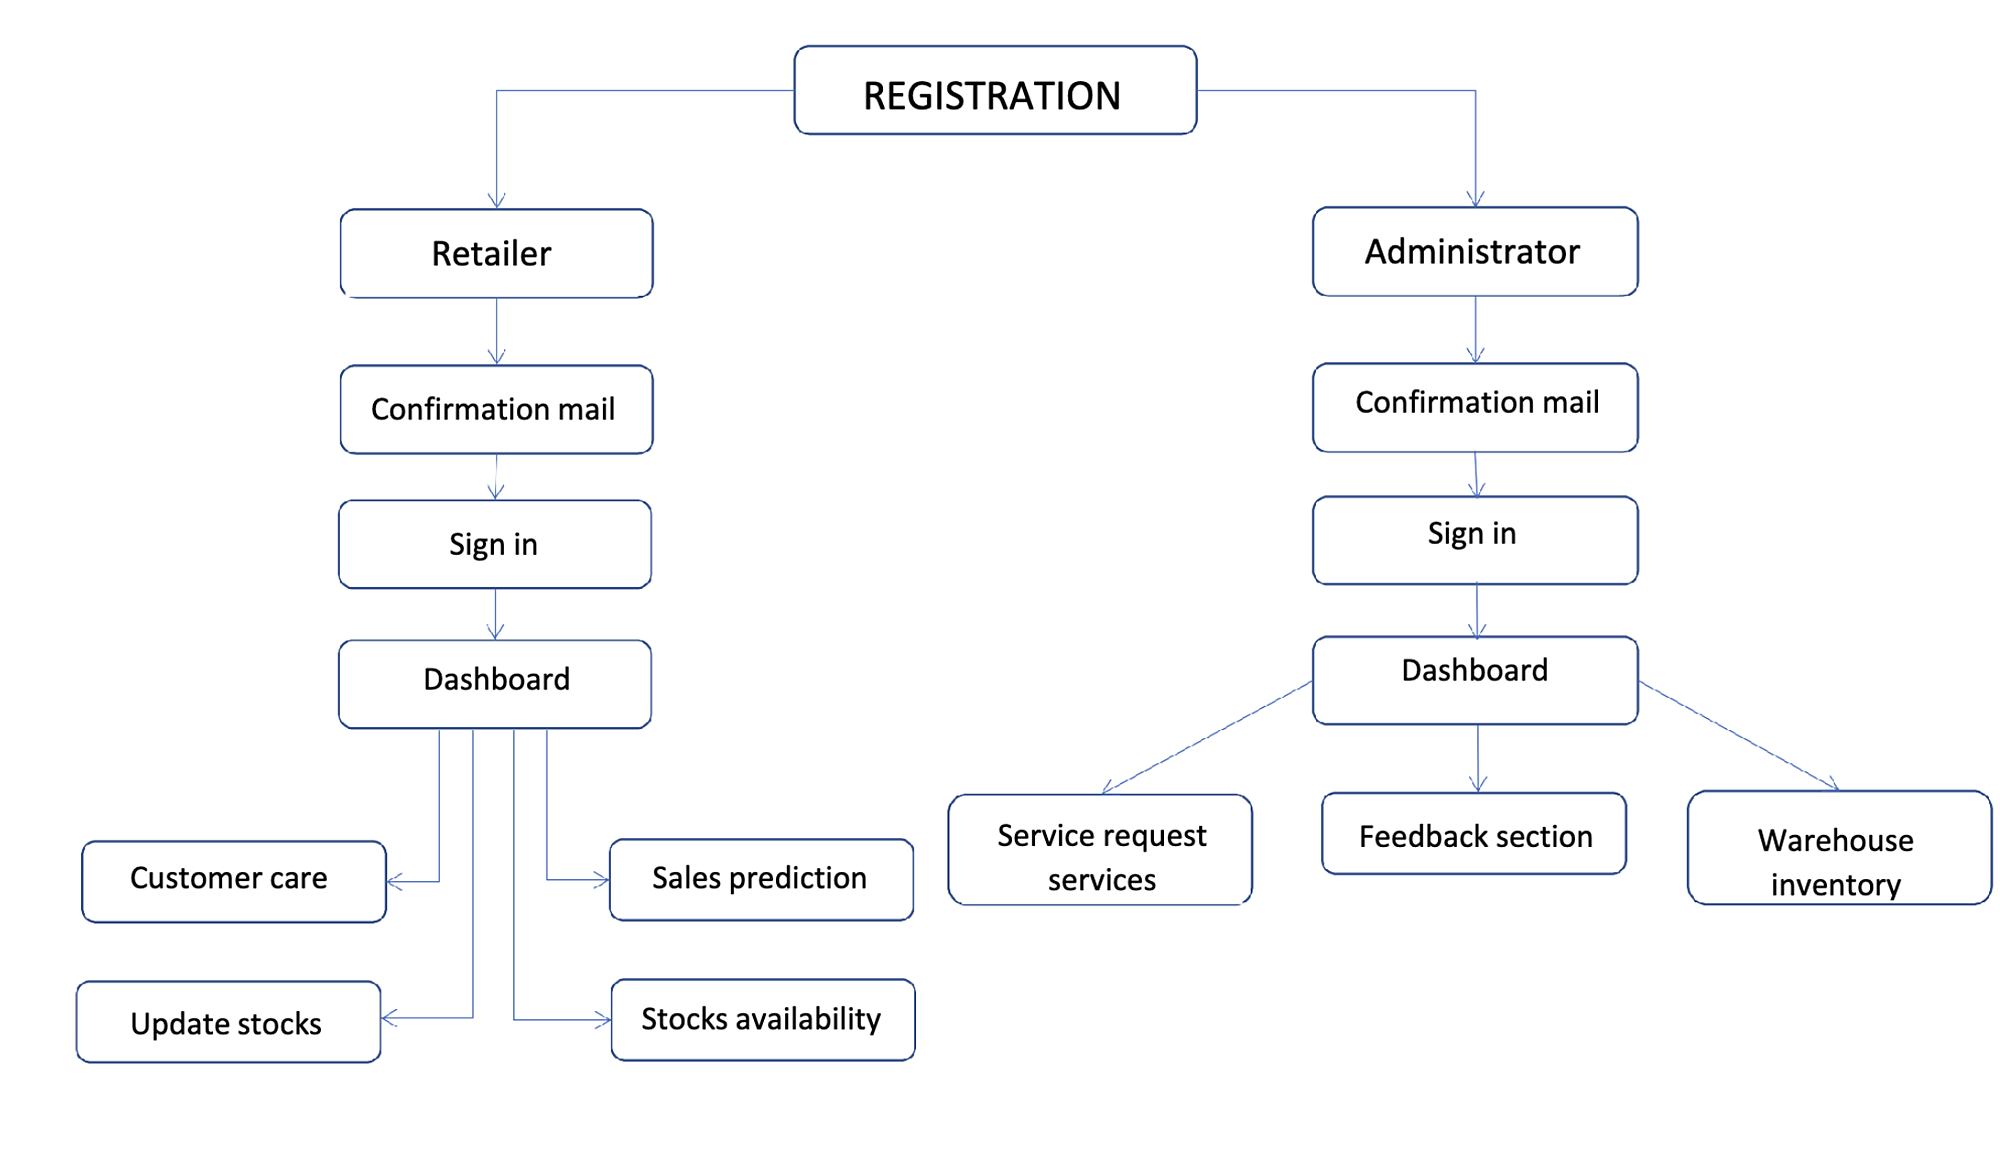 REGISTRATION
Retailer
Administrator
Confirmation mail
Confirmation mail
Sign in
Sign in
Dashboard
Dashboard
Customer care
Sales prediction
Service request
services
Feedback section
Warehouse
inventory
Update stocks
Stocks availability